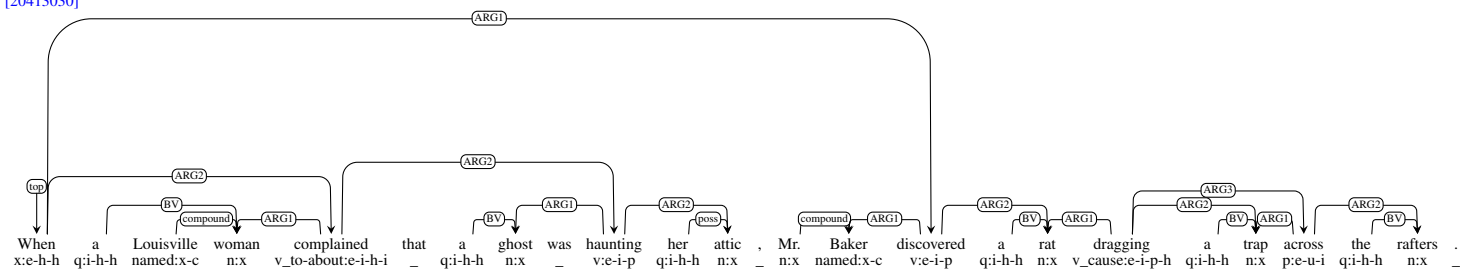 [20415030]
ARG1
ARG2 ARG3
top ARG2 ARG2
BV ARG1 ARG2 ARG2 ARG2
compound ARG1 BV poss compound ARG1 BV ARG1 BV ARG1 BV
When a Louisville woman complained that a ghost was haunting her attic , Mr. Baker discovered a rat dragging a trap across the rafters .
x:e-h-h q:i-h-h named:x-c n:x v_to-about:e-i-h-i _ q:i-h-h n:x _ v:e-i-p q:i-h-h n:x _ n:x named:x-c v:e-i-p q:i-h-h n:x v_cause:e-i-p-h q:i-h-h n:x p:e-u-i q:i-h-h n:x _